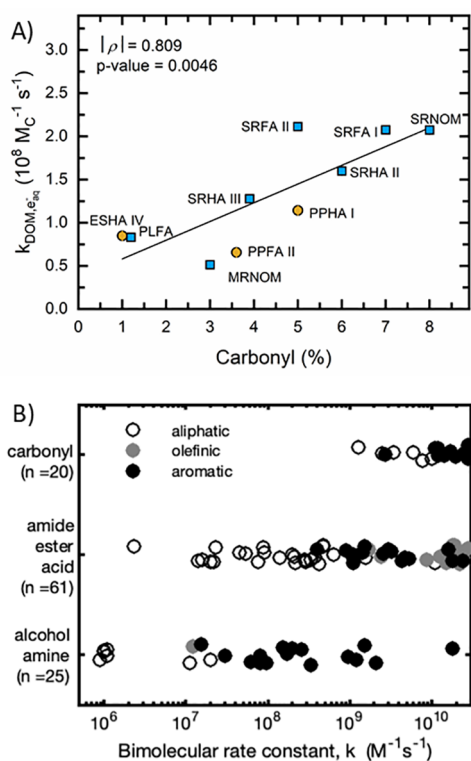 A)
|ρ| = 0.809
p-value = 0.0046
3.0
2.5
2.0
1.5
1.0
0.5
0.0
k_DOM,e⁻aq (10⁸ M_C⁻¹ s⁻¹)
SRNOM
SRFA II
SRFA I
SRHA II
SRHA III
PPHA I
ESHA IV
PLFA
PPFA II
MRNOM
0 1 2 3 4 5 6 7 8
Carbonyl (%)
B)
carbonyl
(n =20)
aliphatic
olefinic
aromatic
amide
ester
acid
(n =61)
alcohol
amine
(n =25)
10⁶ 10⁷ 10⁸ 10⁹ 10¹⁰
Bimolecular rate constant, k (M⁻¹s⁻¹)